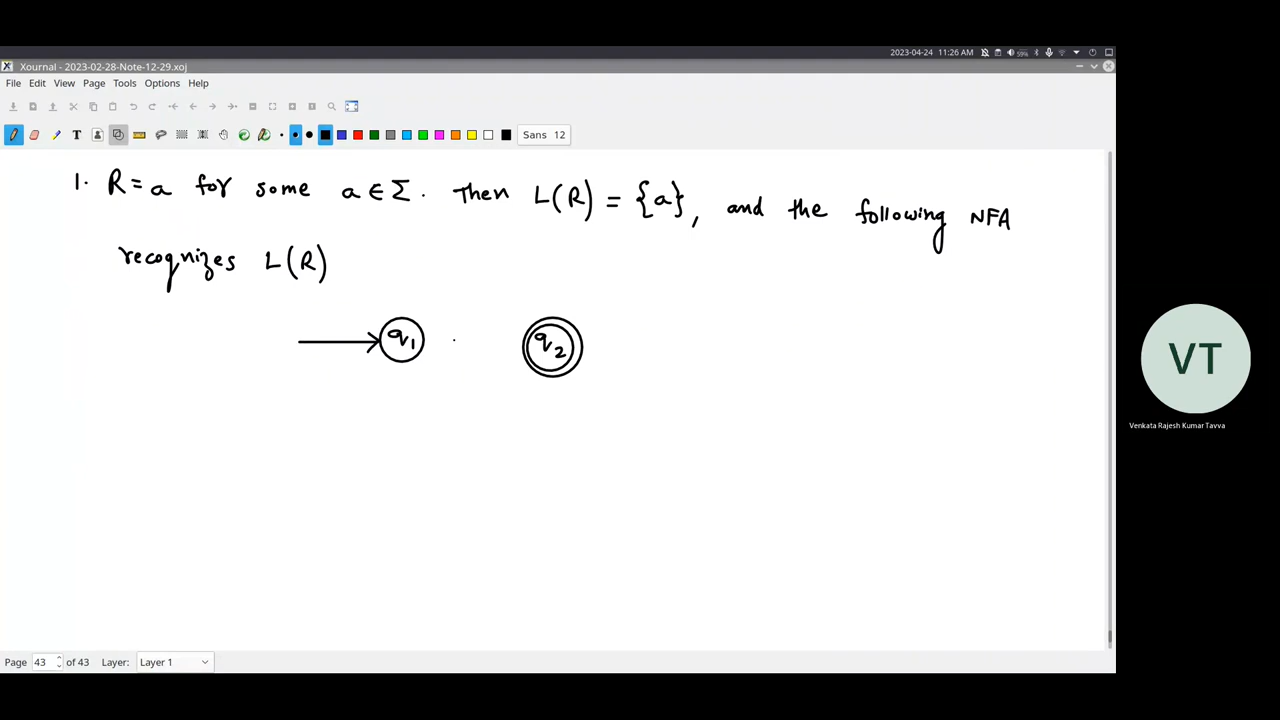 2023-04-24 11:26 AM 59%
Xournal - 2023-02-28-Note-12-29.xoj
File Edit View Page Tools Options Help
T Sans 12
1. R = a for some a ∈ Σ. Then L(R) = {a}, and the following NFA
recognizes L(R)
q1 q2
VT
Venkata Rajesh Kumar Tavva
Page 43 of 43 Layer: Layer 1